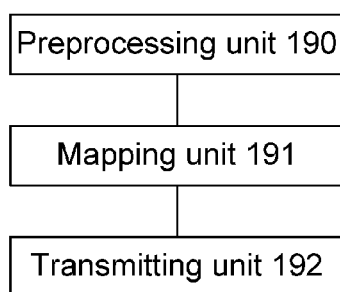 Preprocessing unit 190
Mapping unit 191
Transmitting unit 192